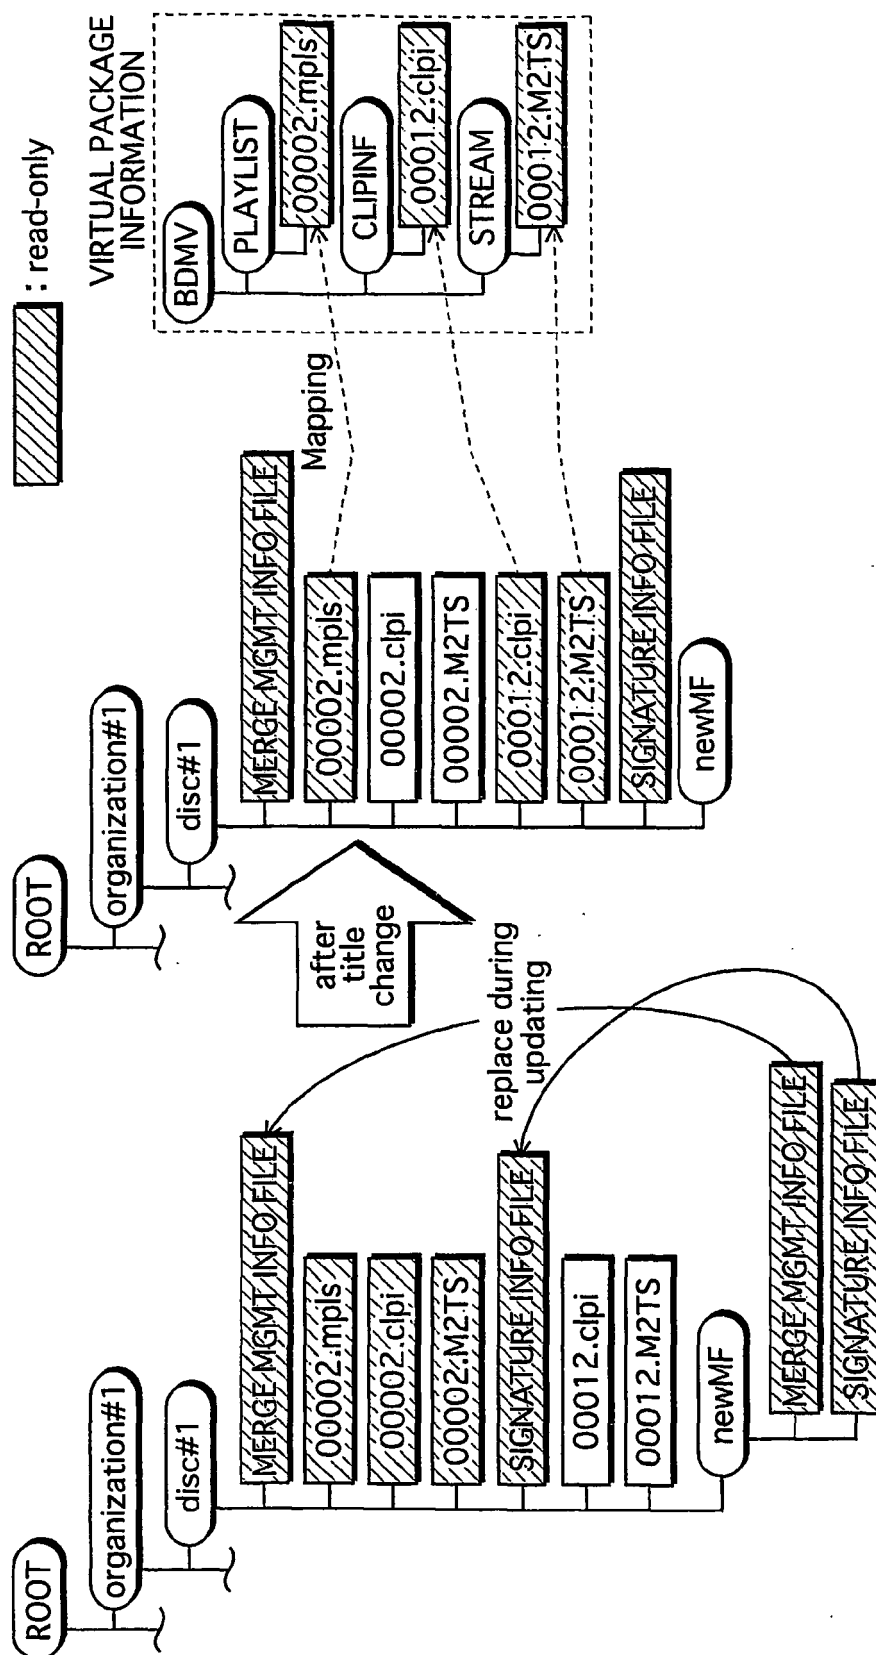 : read-only
ROOT
organization#1
disc#1
MERGE MGMT INFO FILE
00002.mpls
00002.clpi
00002.M2TS
SIGNATURE INFO FILE
00012.clpi
00012.M2TS
newMF
MERGE MGMT INFO FILE
SIGNATURE INFO FILE
replace during
updating
after
title
change
ROOT
organization#1
disc#1
MERGE MGMT INFO FILE
00002.mpls
00002.clpi
00002.M2TS
00012.clpi
00012.M2TS
SIGNATURE INFO FILE
newMF
Mapping
VIRTUAL PACKAGE
INFORMATION
BDMV
PLAYLIST
00002.mpls
CLIPINF
00012.clpi
STREAM
00012.M2TS